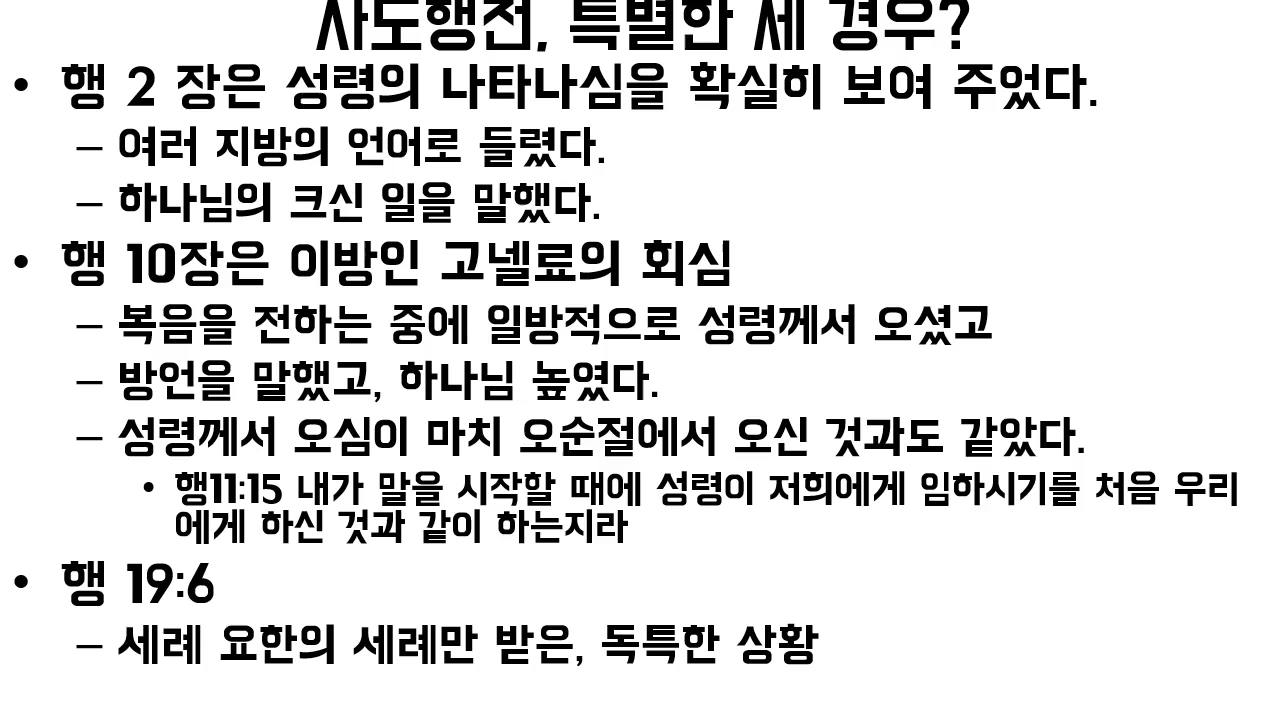 사도행전, 특별한 세 경우?
• 행 2 장은 성령의 나타나심을 확실히 보여 주었다.
– 여러 지방의 언어로 들렸다.
– 하나님의 크신 일을 말했다.
• 행 10장은 이방인 고넬료의 회심
– 복음을 전하는 중에 일방적으로 성령께서 오셨고
– 방언을 말했고, 하나님 높였다.
– 성령께서 오심이 마치 오순절에서 오신 것과도 같았다.
• 행11:15 내가 말을 시작할 때에 성령이 저희에게 임하시기를 처음 우리
에게 하신 것과 같이 하는지라
• 행 19:6
– 세례 요한의 세례만 받은, 독특한 상황